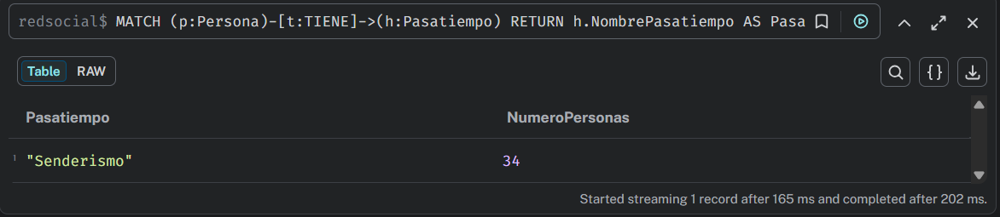 redsocial$ MATCH (p:Persona)-[t:TIENE]->(h:Pasatiempo) RETURN h.NombrePasatiempo AS Pasa
Table RAW
Pasatiempo NumeroPersonas
1 "Senderismo" 34
Started streaming 1 record after 165 ms and completed after 202 ms.